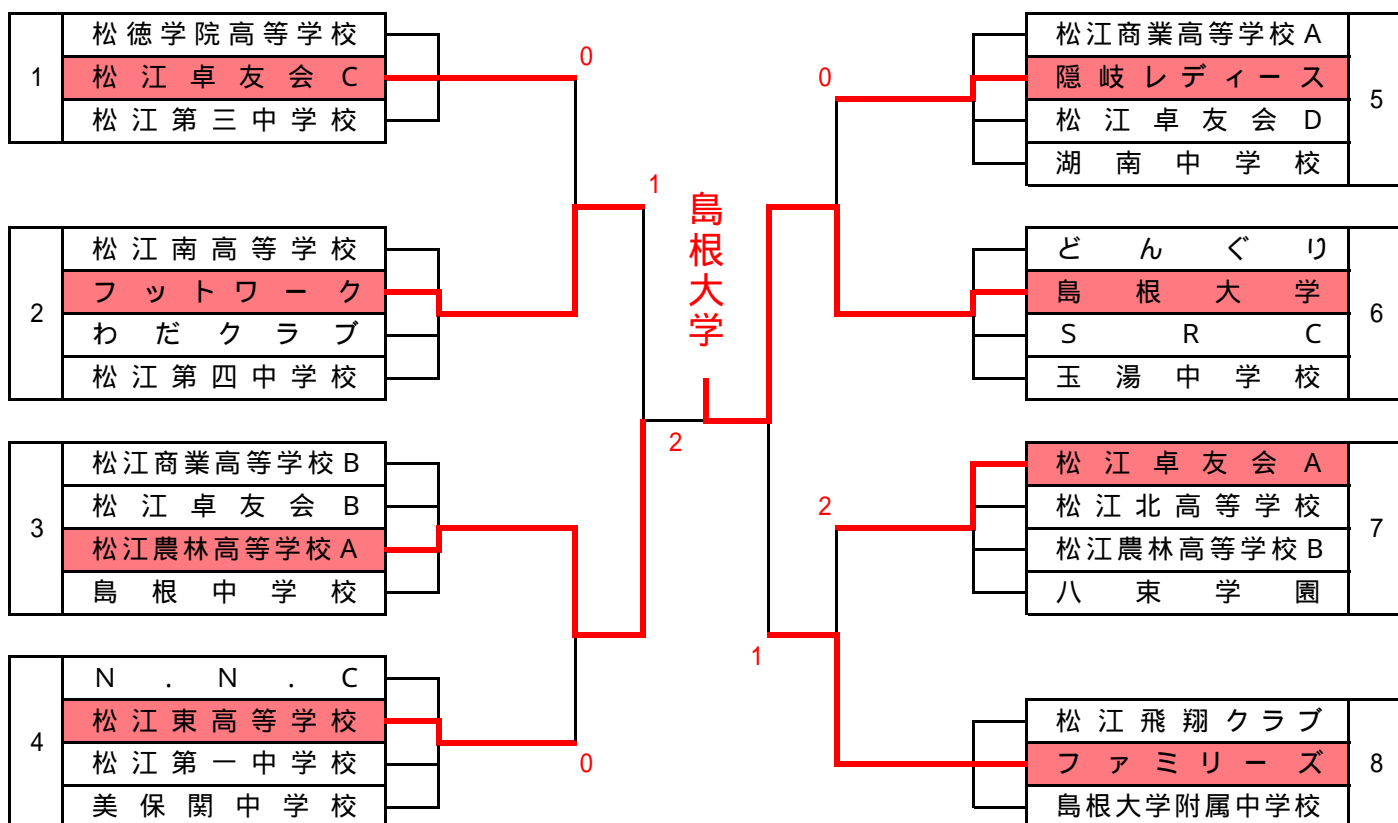 1
松徳学院高等学校
松江卓友会C
松江第三中学校
2
松江南高等学校
フットワーク
わだクラブ
松江第四中学校
3
松江商業高等学校B
松江卓友会B
松江農林高等学校A
島根中学校
4
N.N.C
松江東高等学校
松江第一中学校
美保関中学校
0
1
2
0
島根大学
0
2
1
松江商業高等学校A
隠岐レディース
松江卓友会D
湖南中学校
5
どんぐり
島根大学
SRC
玉湯中学校
6
松江卓友会A
松江北高等学校
松江農林高等学校B
八束学園
7
松江飛翔クラブ
ファミリーズ
島根大学附属中学校
8